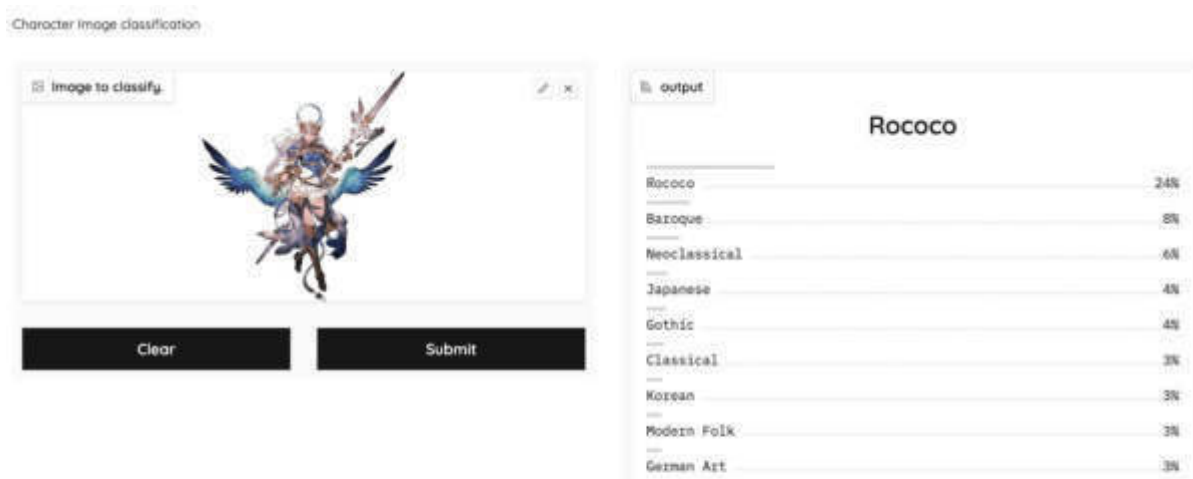 Character Image classification
Image to classify.
Clear
Submit
output
Rococo
Rococo 24%
Baroque 8%
Neoclassical 6%
Japanese 4%
Gothic 4%
Classical 3%
Korean 3%
Modern Folk 3%
German Art 3%